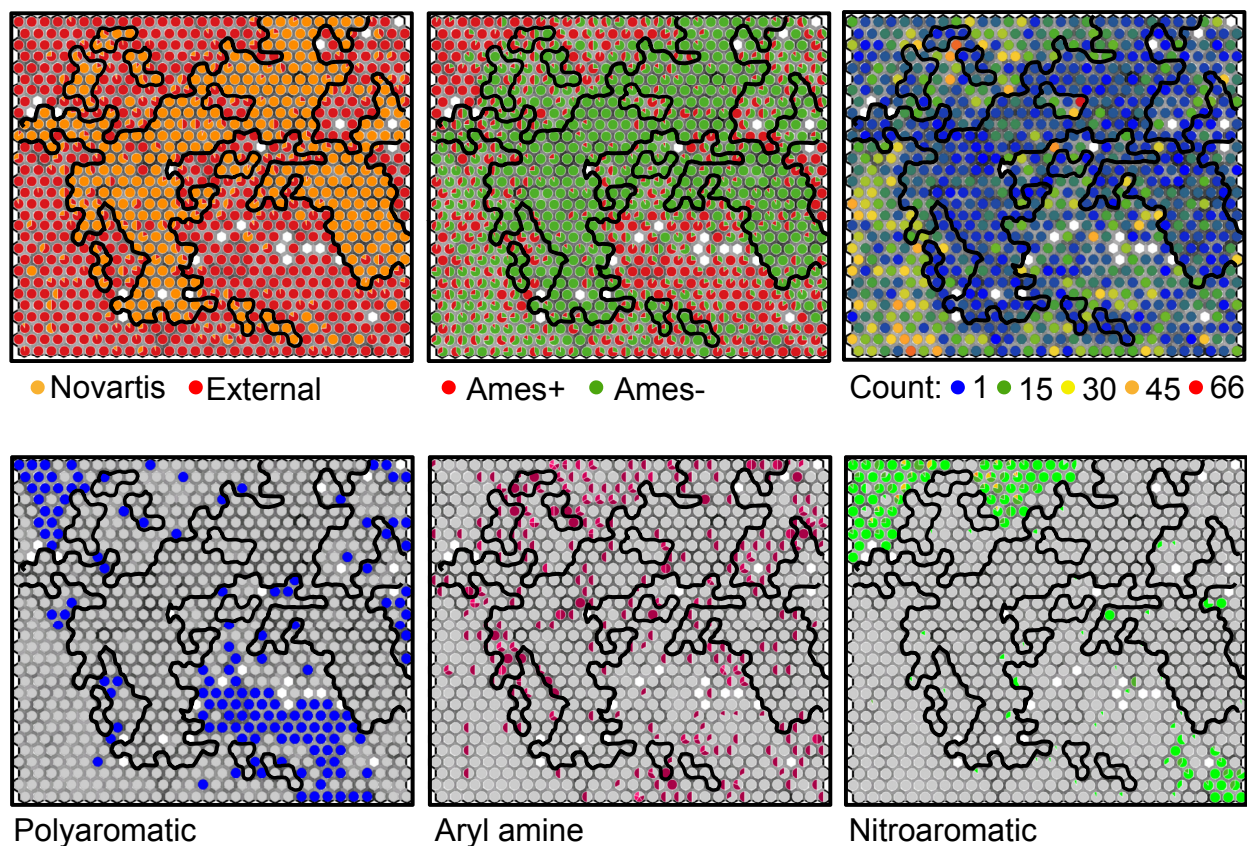 Novartis External
Ames+ Ames-
Count: 1 15 30 45 66
Polyaromatic
Aryl amine
Nitroaromatic